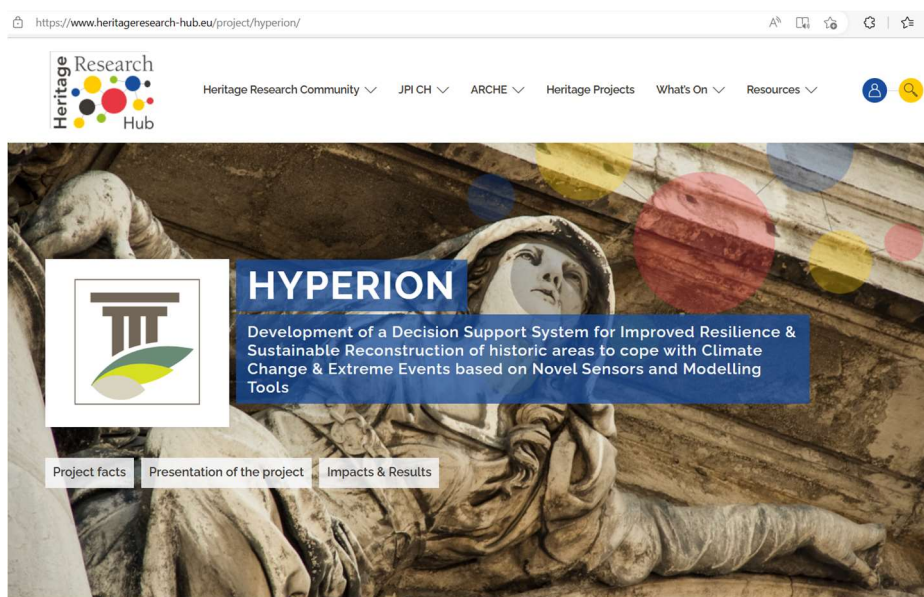 https://www.heritageresearch-hub.eu/project/hyperion/
Heritage
Research
Hub
Heritage Research Community
JPI CH
ARCHE
Heritage Projects
What's On
Resources
HYPERION
Development of a Decision Support System for Improved Resilience &
Sustainable Reconstruction of historic areas to cope with Climate
Change & Extreme Events based on Novel Sensors and Modelling
Tools
Project facts
Presentation of the project
Impacts & Results